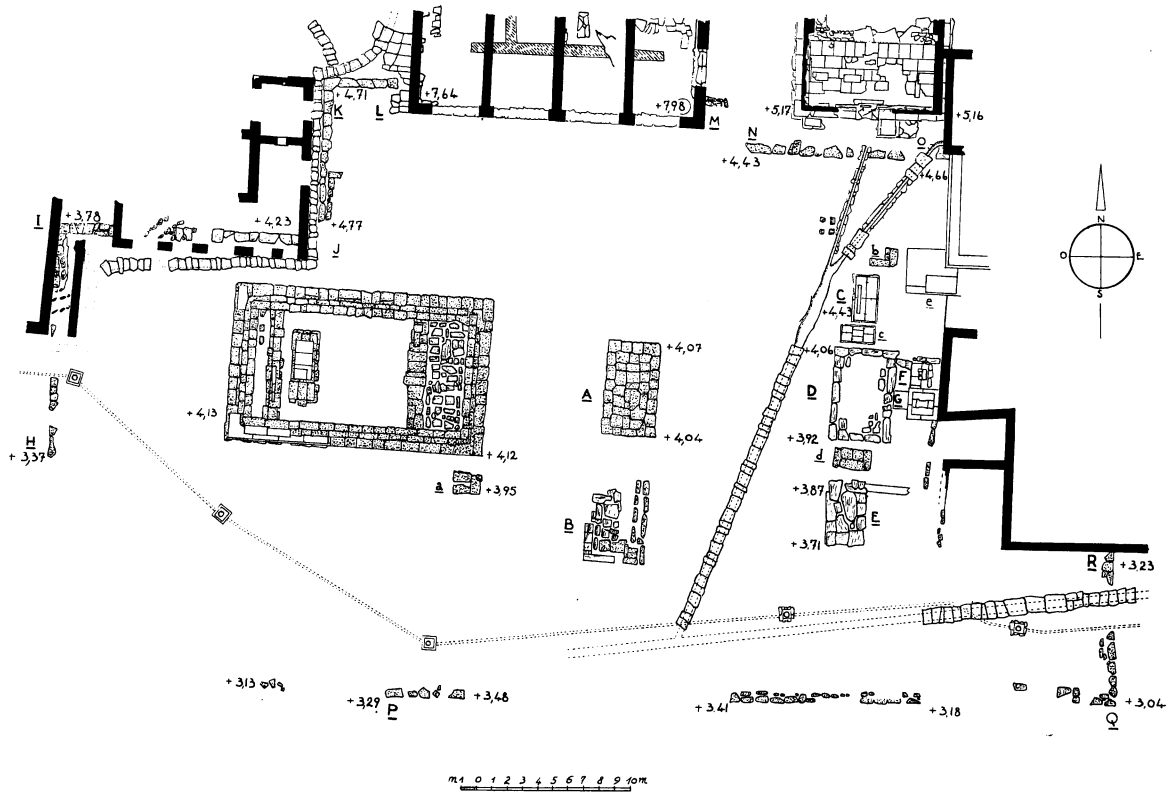 +4,71
+7,64
K
L
+7,98
M
+5,17
+5,16
N
O
+4,43
+4,66
I
+3,78
+4,23
+4,77
J
N
O
E
S
b
e
C
+4,43
c
+4,07
+4,06
A
D
F
G
+4,13
+4,04
+3,92
H
+3,37
+4,12
d
a
+3,95
+3,87
B
E
+3,71
R
+3,23
+3,13
+3,29
+3,48
P
+3.41
+3,18
+3,04
Q
m1 0 1 2 3 4 5 6 7 8 9 10m